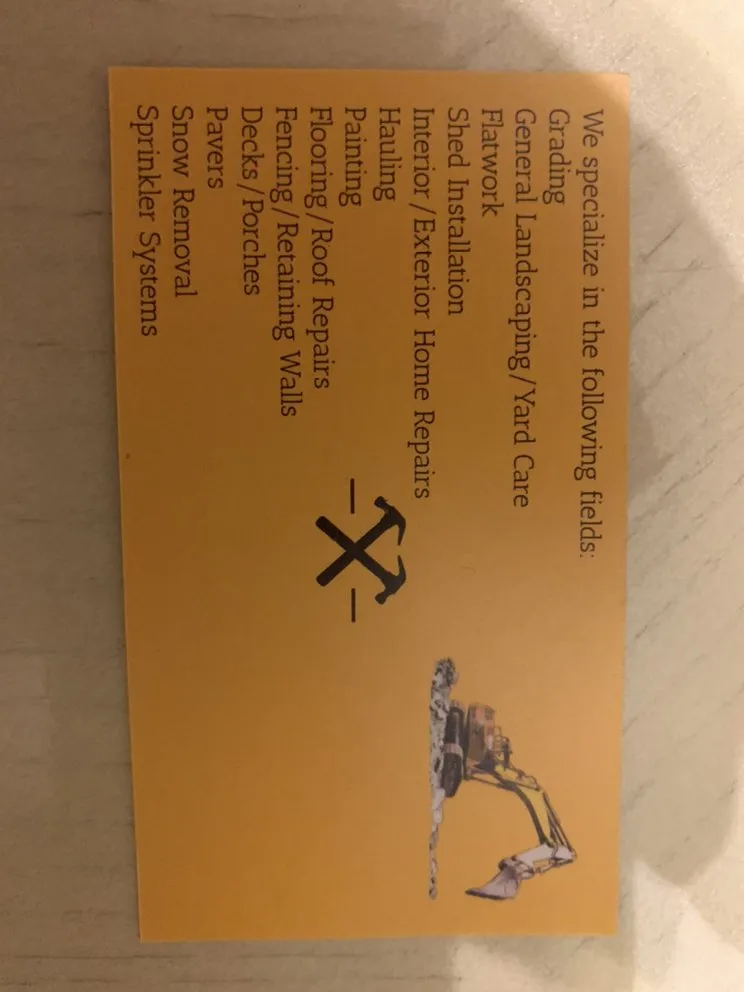 We specialize in the following fields:
Grading
General Landscaping/Yard Care
Flatwork
Shed Installation
Interior/Exterior Home Repairs
Hauling
Painting
Flooring/Roof Repairs
Fencing/Retaining Walls
Decks/Porches
Pavers
Snow Removal
Sprinkler Systems